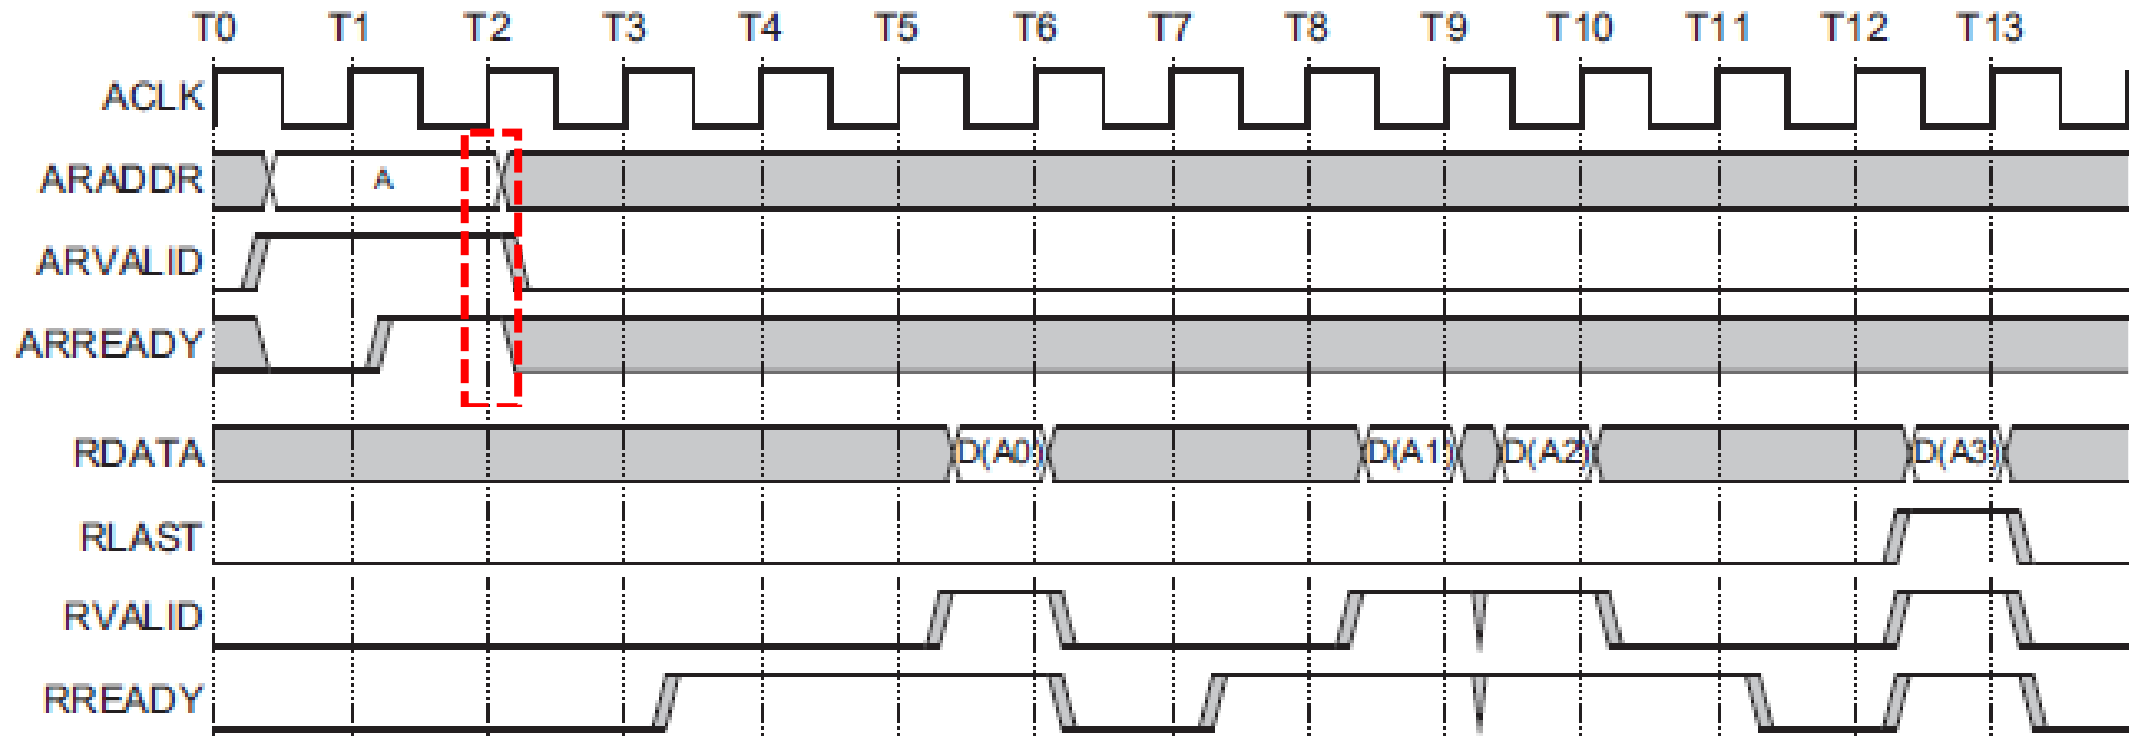 T0 T1 T2 T3 T4 T5 T6 T7 T8 T9 T10 T11 T12 T13
ACLK
ARADDR A
ARVALID
ARREADY
RDATA D(A0) D(A1) D(A2) D(A3)
RLAST
RVALID
RREADY